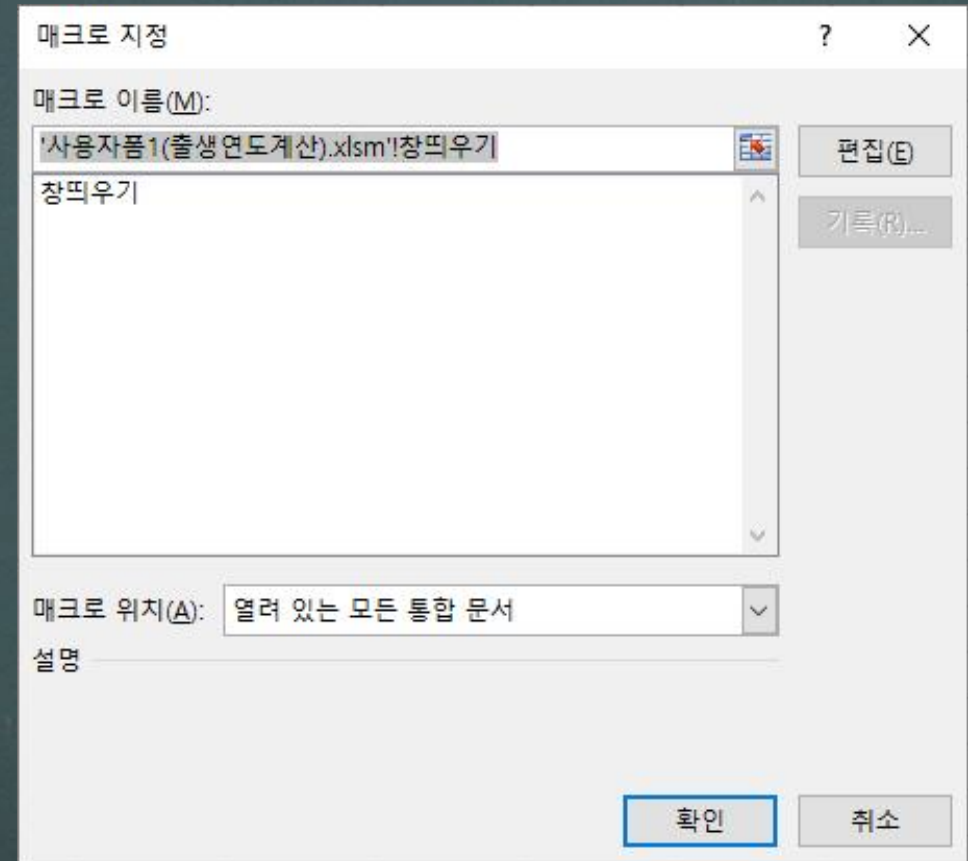 매크로 지정
매크로 이름(M):
'사용자폼1(출생연도계산).xlsm'!창띄우기
편집(E)
창띄우기
기록(R)...
매크로 위치(A): 열려 있는 모든 통합 문서
설명
확인 취소